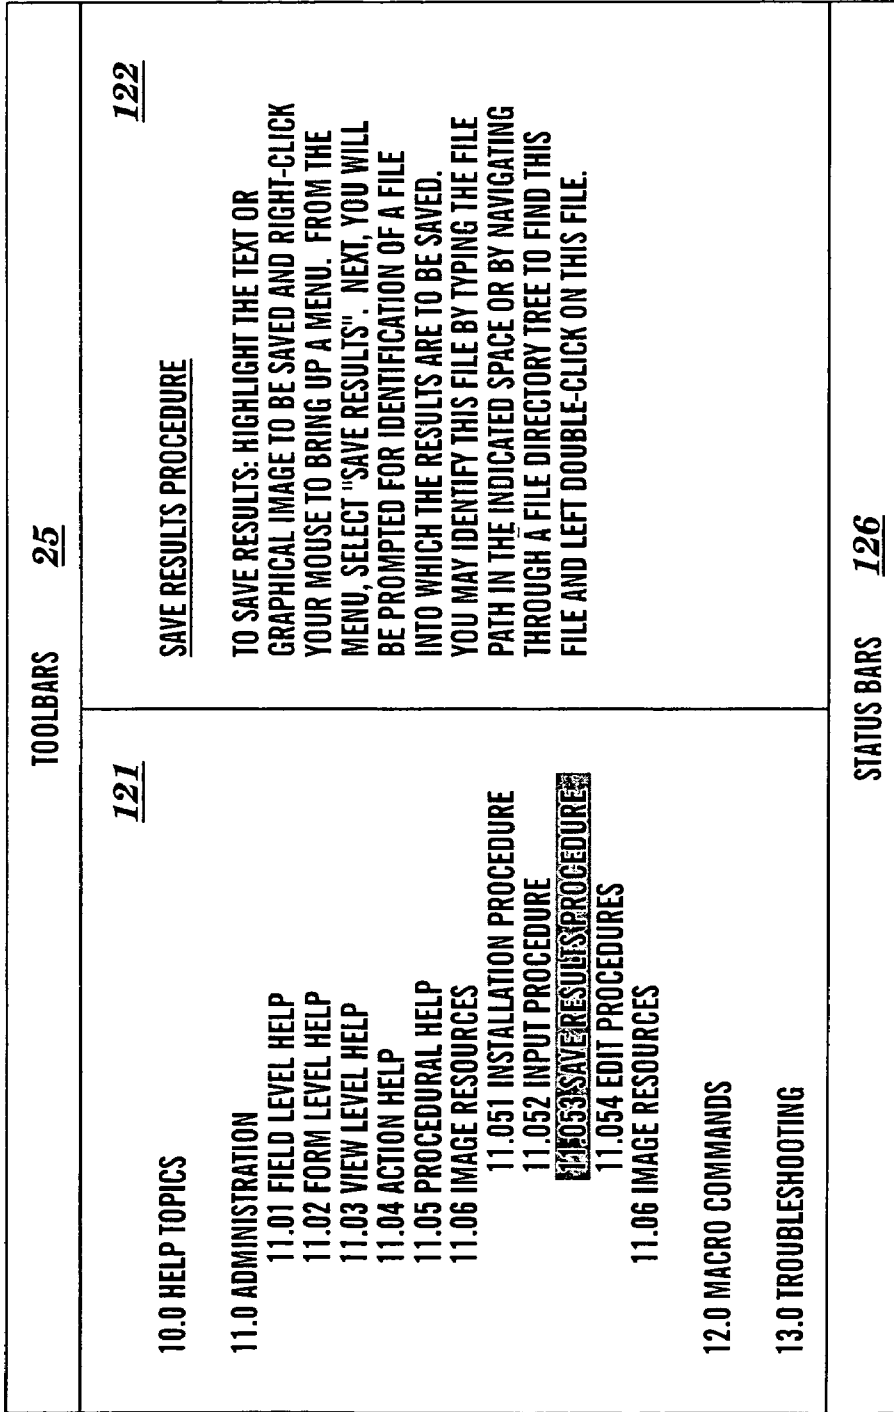 TOOLBARS 25
121
10.0 HELP TOPICS
11.0 ADMINISTRATION
11.01 FIELD LEVEL HELP
11.02 FORM LEVEL HELP
11.03 VIEW LEVEL HELP
11.04 ACTION HELP
11.05 PROCEDURAL HELP
11.06 IMAGE RESOURCES
11.051 INSTALLATION PROCEDURE
11.052 INPUT PROCEDURE
11.053 SAVE RESULTS PROCEDURE
11.054 EDIT PROCEDURES
11.06 IMAGE RESOURCES
12.0 MACRO COMMANDS
13.0 TROUBLESHOOTING
122
SAVE RESULTS PROCEDURE
TO SAVE RESULTS: HIGHLIGHT THE TEXT OR
GRAPHICAL IMAGE TO BE SAVED AND RIGHT-CLICK
YOUR MOUSE TO BRING UP A MENU. FROM THE
MENU, SELECT "SAVE RESULTS". NEXT, YOU WILL
BE PROMPTED FOR IDENTIFICATION OF A FILE
INTO WHICH THE RESULTS ARE TO BE SAVED.
YOU MAY IDENTIFY THIS FILE BY TYPING THE FILE
PATH IN THE INDICATED SPACE OR BY NAVIGATING
THROUGH A FILE DIRECTORY TREE TO FIND THIS
FILE AND LEFT DOUBLE-CLICK ON THIS FILE.
STATUS BARS 126